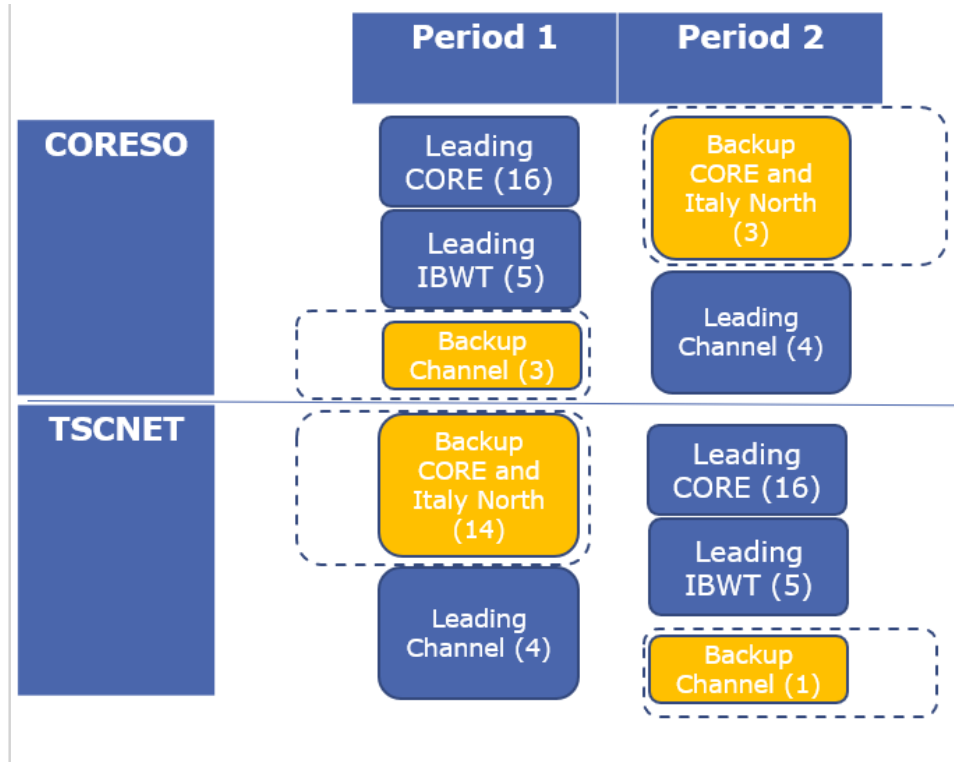 Period 1
Period 2
CORESO
Leading
CORE (16)
Leading
IBWT (5)
Backup
Channel (3)
Backup
CORE and
Italy North
(3)
Leading
Channel (4)
TSCNET
Backup
CORE and
Italy North
(14)
Leading
Channel (4)
Leading
CORE (16)
Leading
IBWT (5)
Backup
Channel (1)